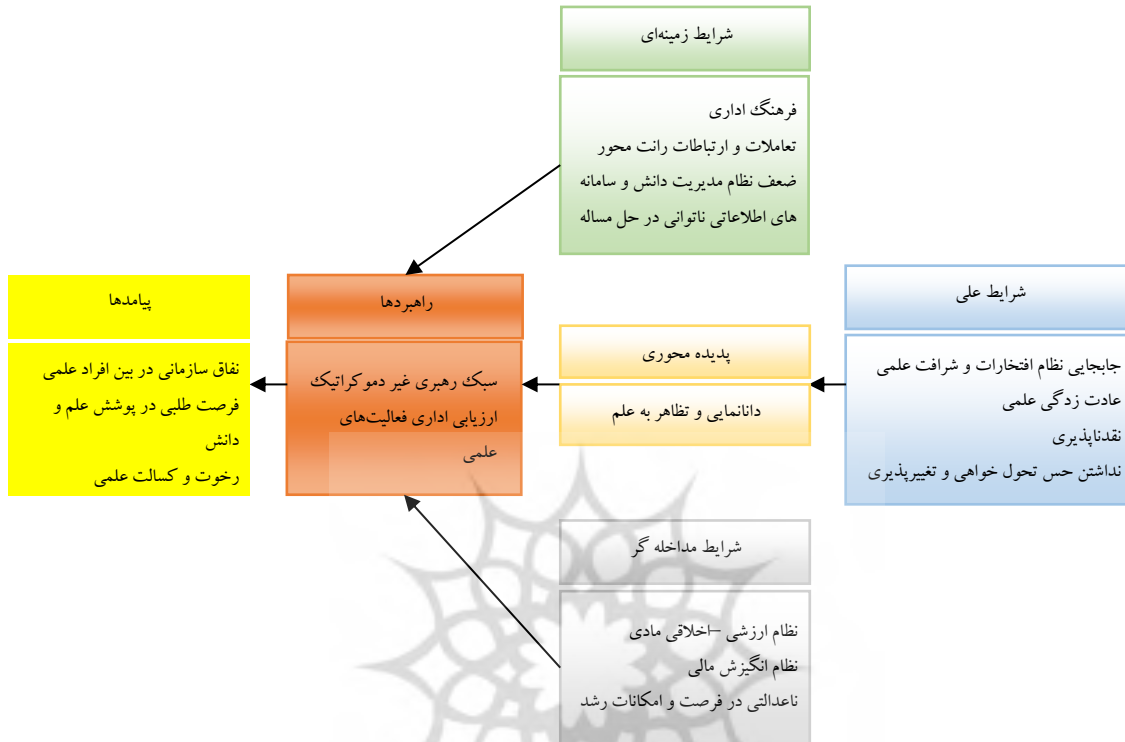 شرایط زمینه‌ای
فرهنگ اداری
تعاملات و ارتباطات رانت محور
ضعف نظام مدیریت دانش و سامانه
های اطلاعاتی ناتوانی در حل مساله
شرایط علی
جابجایی نظام افتخارات و شرافت علمی
عادت زدگی علمی
نقدناپذیری
نداشتن حس تحول خواهی و تغییرپذیری
پدیده محوری
دانانمایی و تظاهر به علم
راهبردها
سبک رهبری غیر دموکراتیک
ارزیابی اداری فعالیت‌های
علمی
پیامدها
نفاق سازمانی در بین افراد علمی
فرصت طلبی در پوشش علم و
دانش
رخوت و کسالت علمی
شرایط مداخله گر
نظام ارزشی –اخلاقی مادی
نظام انگیزش مالی
ناعدالتی در فرصت و امکانات رشد